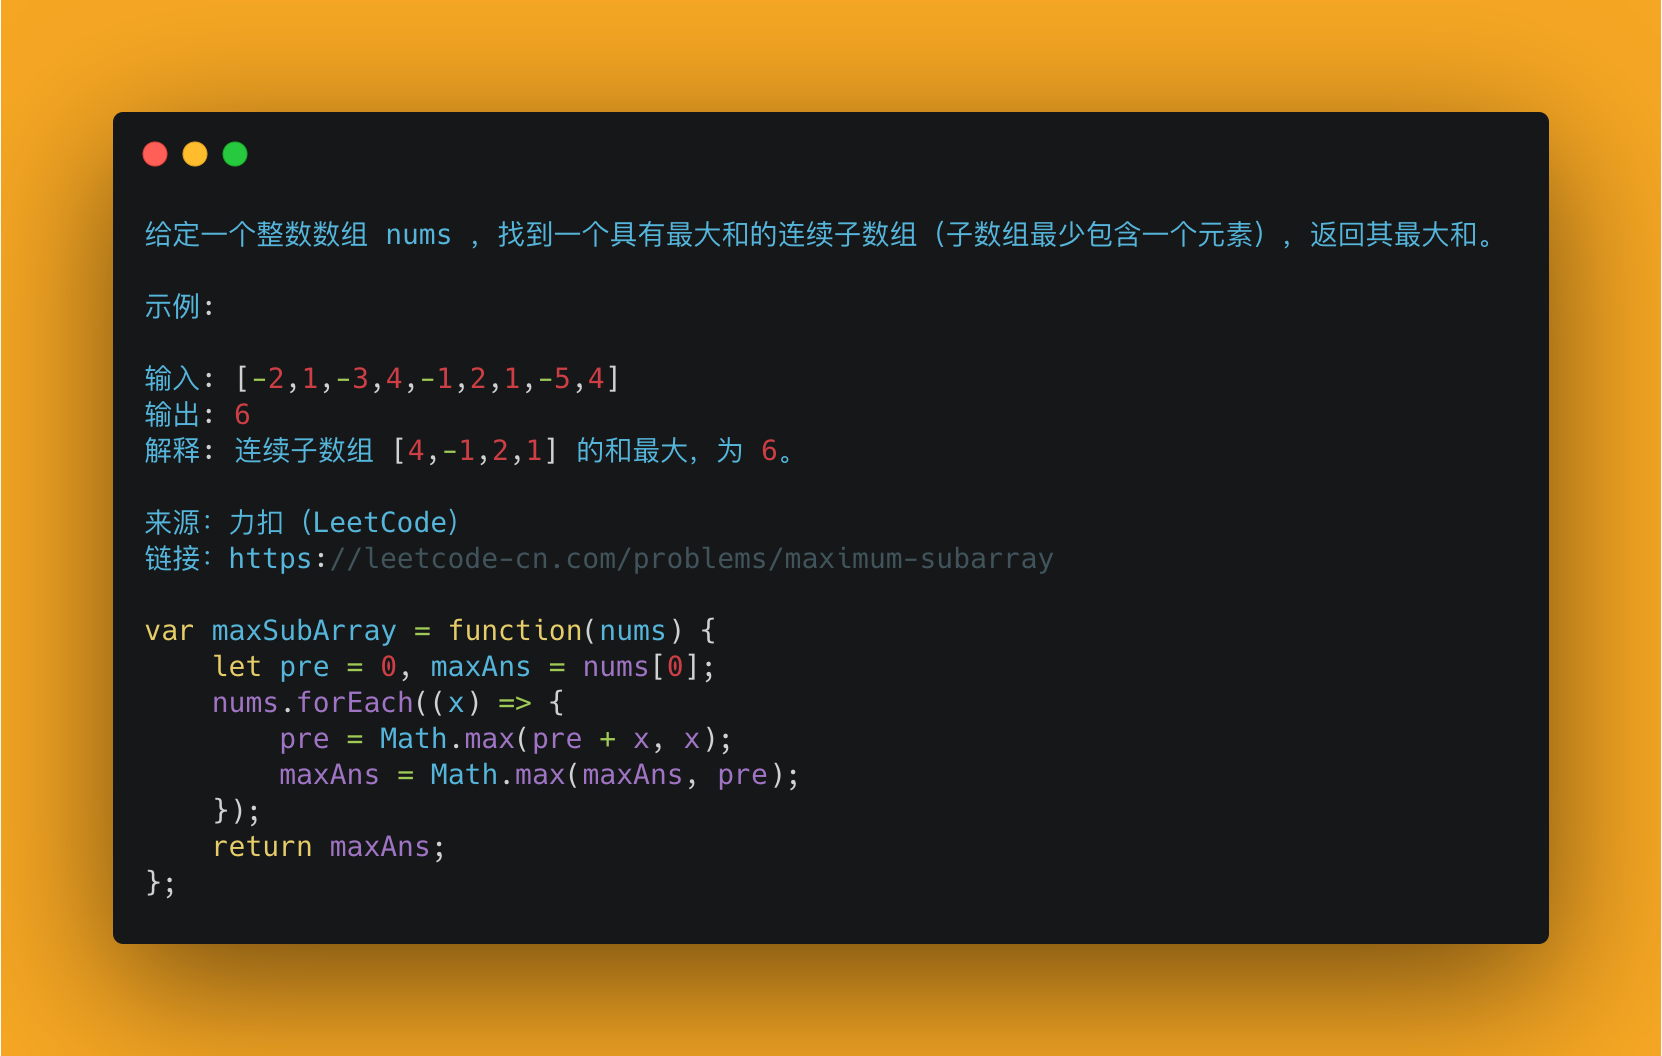 给定一个整数数组 nums ，找到一个具有最大和的连续子数组（子数组最少包含一个元素），返回其最大和。
示例:
输入: [-2,1,-3,4,-1,2,1,-5,4]
输出: 6
解释: 连续子数组 [4,-1,2,1] 的和最大，为 6。
来源：力扣（LeetCode）
链接：https://leetcode-cn.com/problems/maximum-subarray
var maxSubArray = function(nums) {
    let pre = 0, maxAns = nums[0];
    nums.forEach((x) => {
        pre = Math.max(pre + x, x);
        maxAns = Math.max(maxAns, pre);
    });
    return maxAns;
};